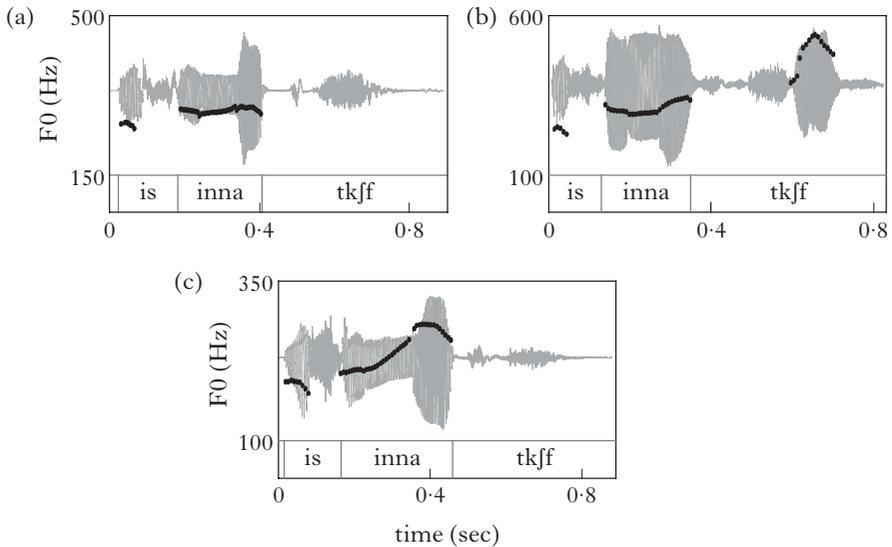 (a)
500
F0 (Hz)
150
is inna tkʃf
0 0·4 0·8
(b)
600
100
is inna tkʃf
0 0·4 0·8
(c)
350
F0 (Hz)
100
is inna tkʃf
0 0·4 0·8
time (sec)